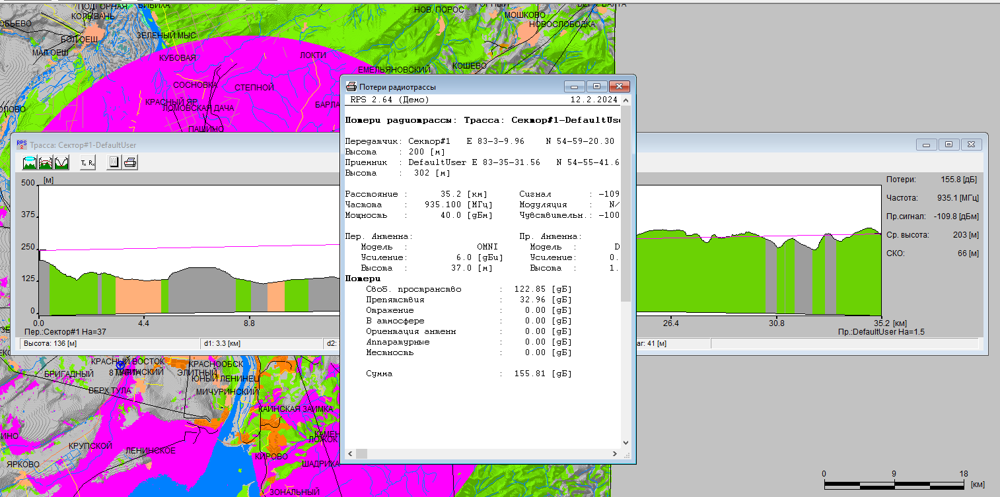 ПОДГОРНАЯ
БИБИХА
КОЛЫВАНЬ
НОВ. ПОРОС
ГОРНЫЙ
МОШКОВО
НОВОСЛОБОДКА
БОЛ.ОЕШ
ЗЕЛЕНЫЙ МЫС
МАЛ.ОЕШ
КУБОВАЯ
ЛОКТИ
ЕМЕЛЬЯНОВСКИЙ
КОШЕВО
СОСНОВКА
СТЕПНОЙ
КРАСНЫЙ ЯР
ЛОМОВСКАЯ ДАЧА
БАРЛА
ПАШИНО
Потери радиотрассы
RPS 2.64 (Демо) 12.2.2024
Потери радиотрассы: Трасса: Сектор#1-DefaultUse
Передатчик: Сектор#1 E 83-3-9.96 N 54-59-20.30
Высота : 200 [м]
Приемник : DefaultUser E 83-35-31.56 N 54-55-41.6
Высота : 302 [м]
Расстояние : 35.2 [км] Сигнал : -109
Частота : 935.100 [МГц] Модуляция : N/
Мощность : 40.0 [дБм] Чувствительн.: -100
Пер. Антенна: Пр. Антенна:
Модель : OMNI Модель : D
Усиление: 6.0 [дБи] Усиление: 0.
Высота : 37.0 [м] Высота : 1.
Потери
Своб. пространство : 122.85 [дБ]
Препятствия : 32.96 [дБ]
Отражение : 0.00 [дБ]
В атмосфере : 0.00 [дБ]
Ориентация антенн : 0.00 [дБ]
Аппаратурные : 0.00 [дБ]
Местность : 0.00 [дБ]
Сумма : 155.81 [дБ]
RPS 2
Трасса: Сектор#1-DefaultUser
Tx Rx
[м]
500
375
250
125
0
0.0 4.4 8.8 26.4 30.8 35.2 [км]
Пер.:Сектор#1 На=37
Пр.:DefaultUser На=1.5
Высота: 136 [м] d1: 3.3 [км] d2: аг: 41 [м]
Потери: 155.8 [дБ]
Частота: 935.1 [МГц]
Пр.сигнал: -109.8 [дБм]
Ср. высота: 203 [м]
СКО: 66 [м]
КРАСНЫЙ ВОСТОК
КРАСНООБСК
БРИГАДНЫЙ
8 МАРТА
ЭЛИТНЫЙ
ЮНЫЙ ЛЕНИНЕЦ
ВЕРХ.ТУЛА
МИЧУРИНСКИЙ
КАИНСКАЯ ЗАИМКА
КАМЕН
ЛОЖОК
КРУПСКОЙ
ЛЕНИНСКОЕ
КИРОВО
ЯРКОВО
ШАДРИХА
ЗОНАЛЬНЫЙ
0 9 18
[км]